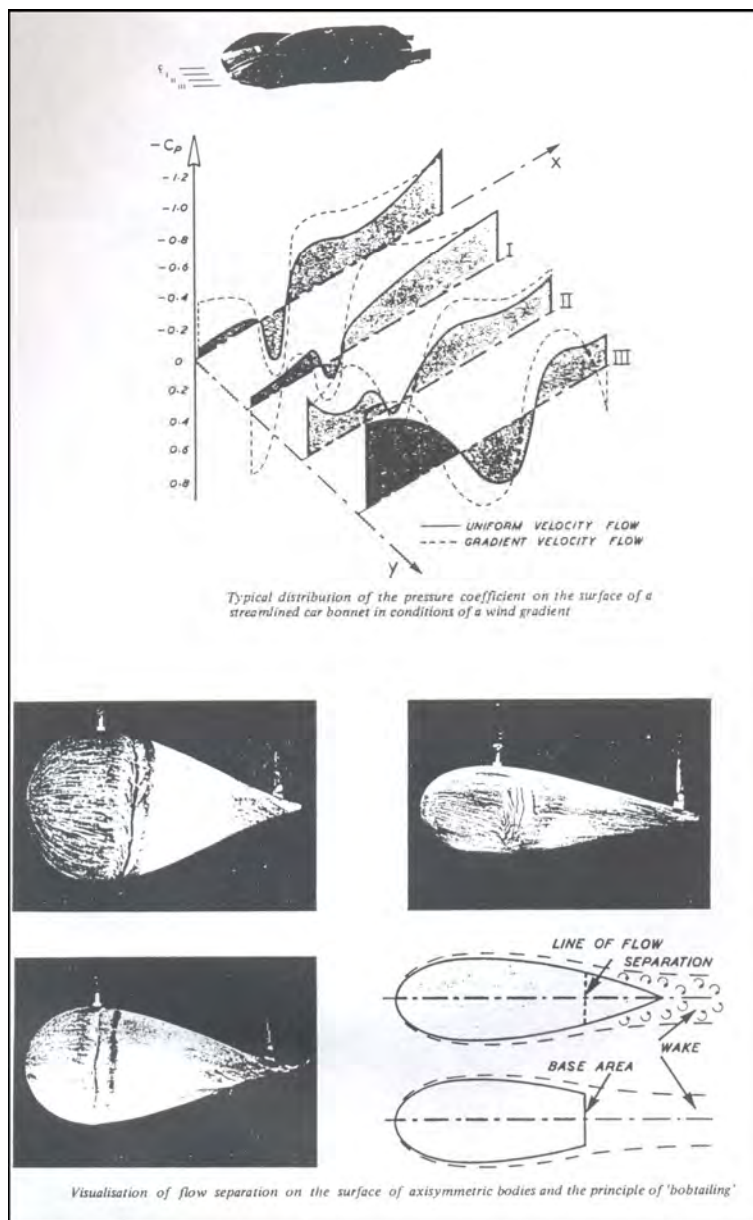 -Cp
-1.2
-1.0
-0.8
-0.6
-0.4
-0.2
0
0.2
0.4
0.6
0.8
X
I
II
III
y
UNIFORM VELOCITY FLOW
GRADIENT VELOCITY FLOW
Typical distribution of the pressure coefficient on the surface of a
streamlined car bonnet in conditions of a wind gradient
LINE OF FLOW
SEPARATION
WAKE
BASE AREA
Visualisation of flow separation on the surface of axisymmetric bodies and the principle of 'bobtailing'